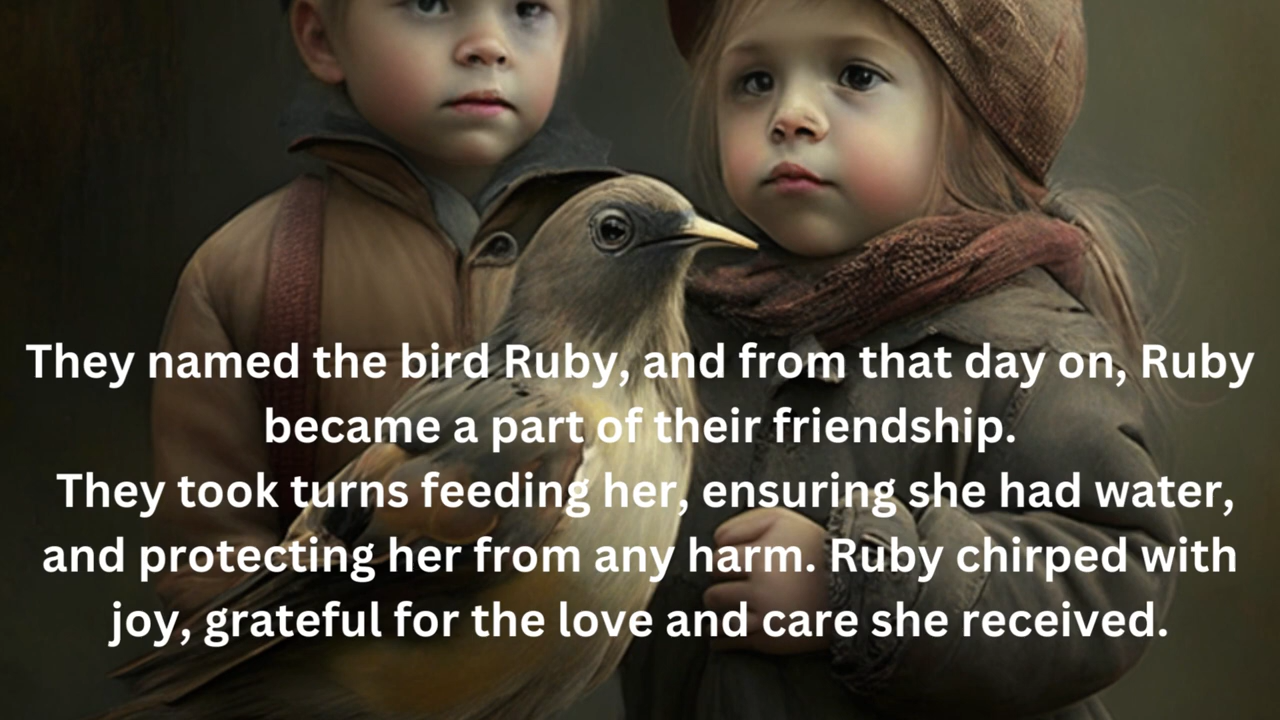 They named the bird Ruby, and from that day on, Ruby
became a part of their friendship.
They took turns feeding her, ensuring she had water,
and protecting her from any harm. Ruby chirped with
joy, grateful for the love and care she received.